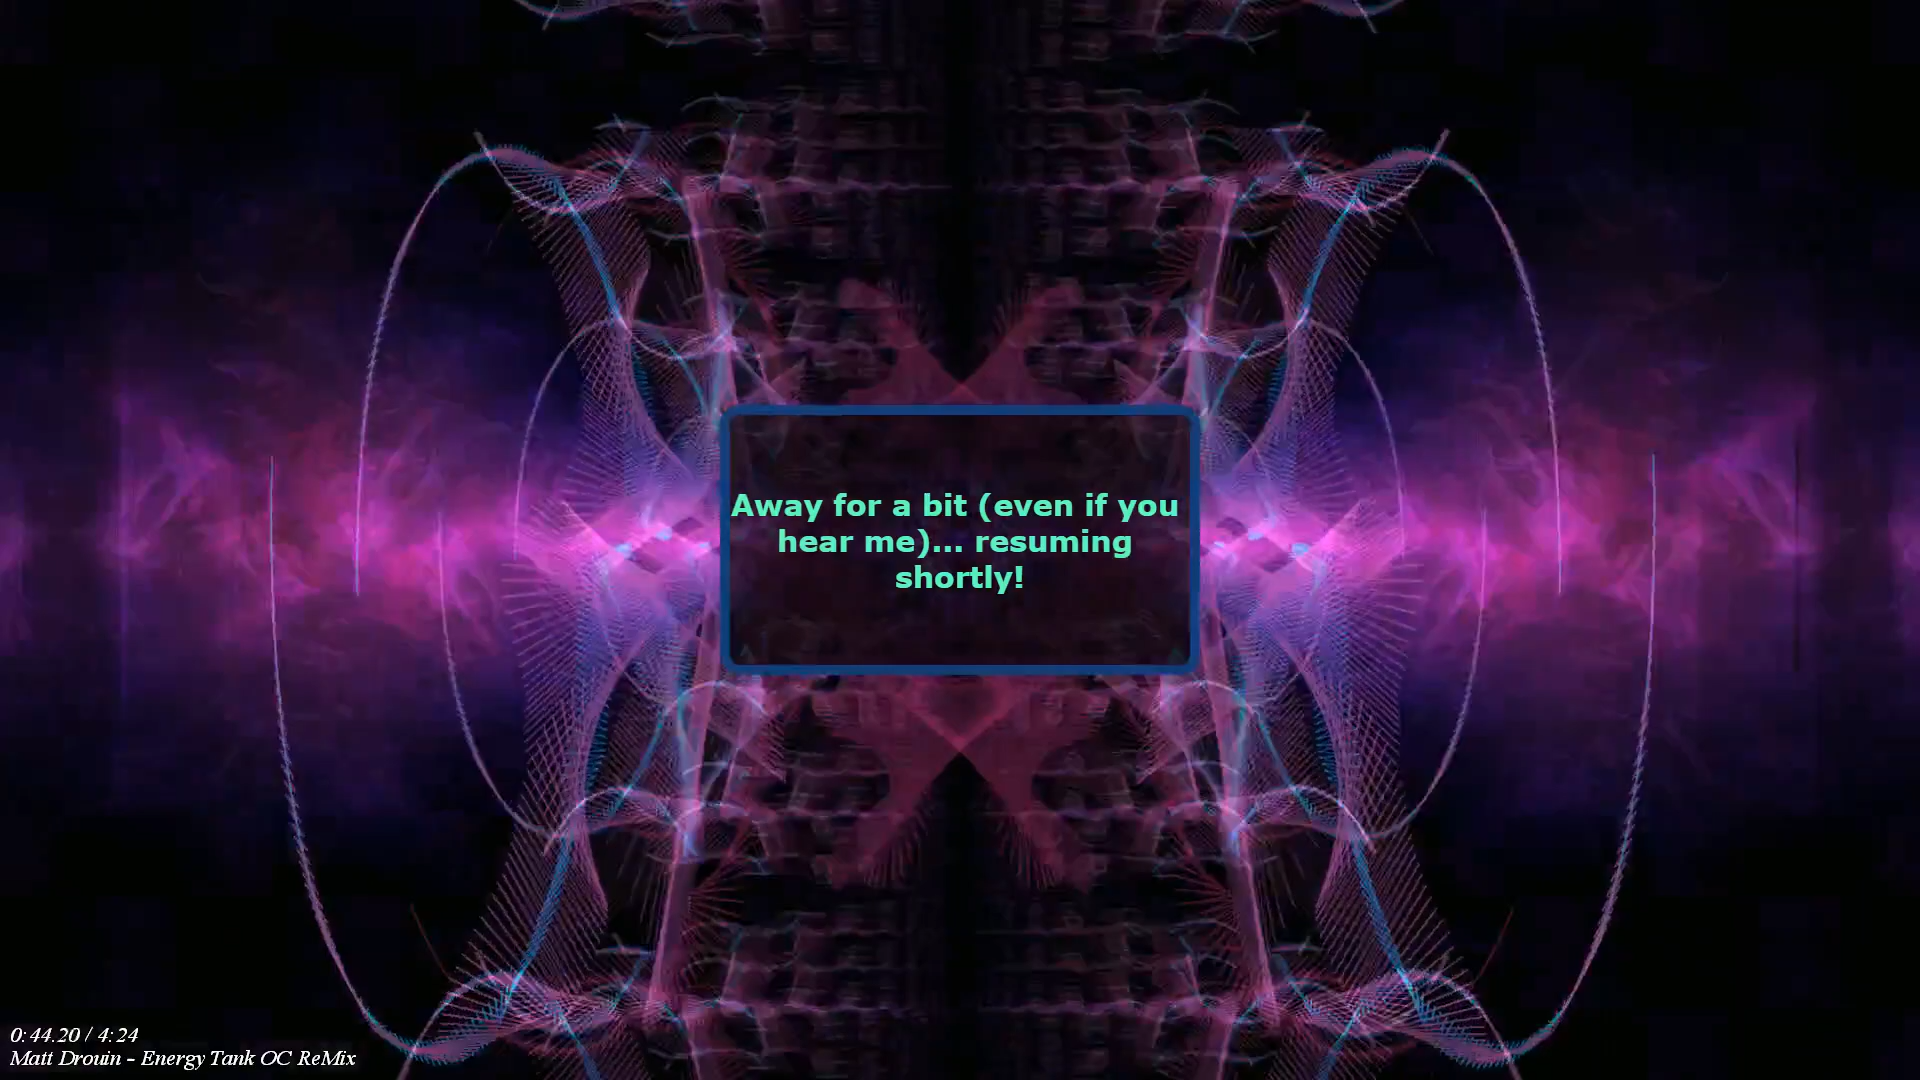 Away for a bit (even if you
hear me)... resuming
shortly!
0:44.20 / 4:24
Matt Drouin - Energy Tank OC ReMix